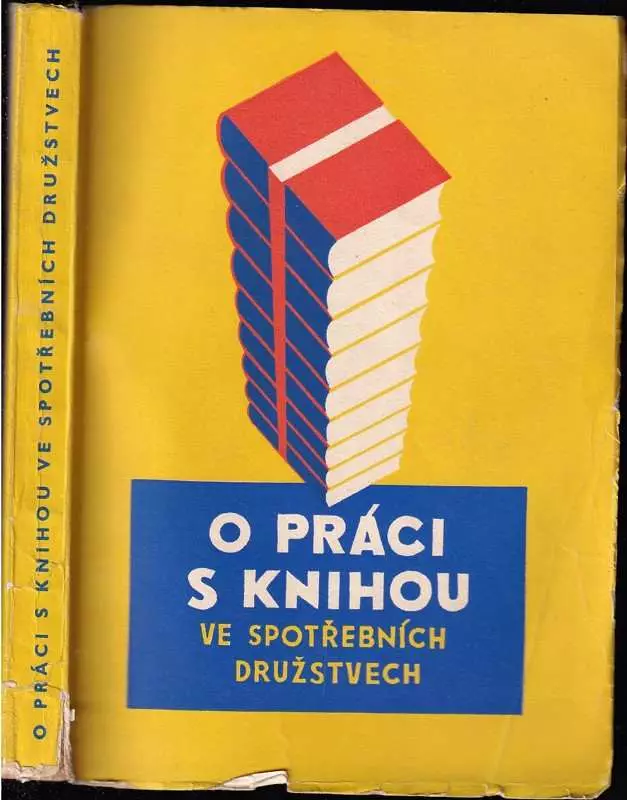 O PRÁCI S KNIHOU VE SPOTŘEBNÍCH DRUŽSTVECH
O PRÁCI
S KNIHOU
VE SPOTŘEBNÍCH
DRUŽSTVECH